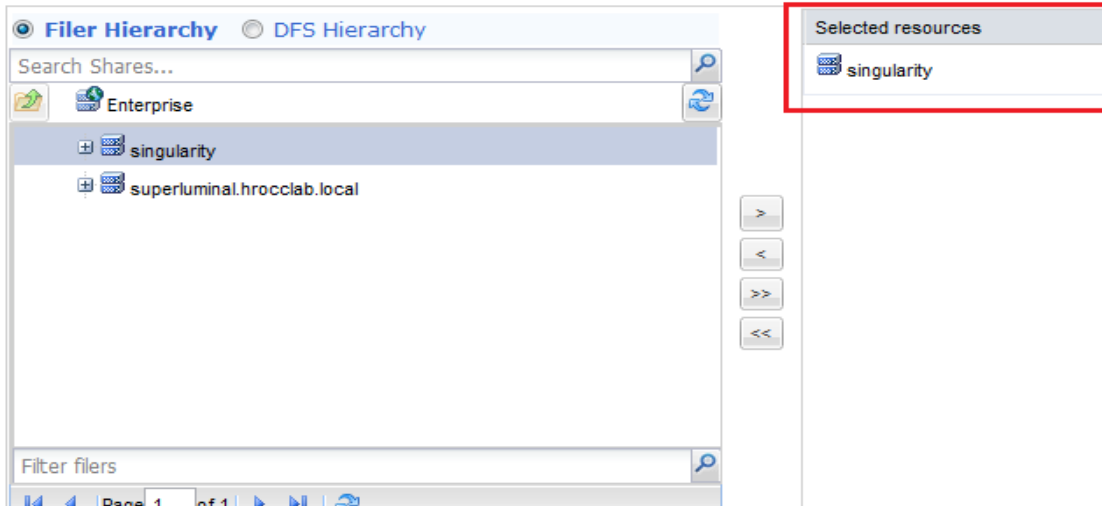 Filer Hierarchy DFS Hierarchy
Search Shares...
Enterprise
singularity
superluminal.hrocclab.local
>
<
>>
<<
Filter filers
Page 1 of 1
Selected resources
singularity